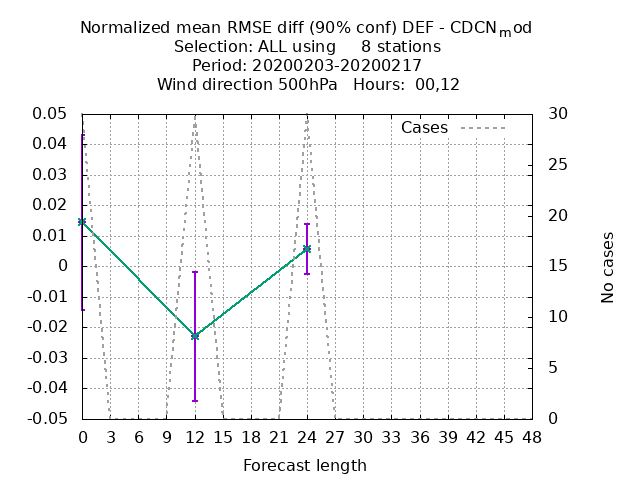 Normalized mean RMSE diff (90% conf) DEF - CDCNmod
Selection: ALL using     8 stations
Period: 20200203-20200217
Wind direction 500hPa   Hours:  00,12
Cases
0.05
0.04
0.03
0.02
0.01
0
-0.01
-0.02
-0.03
-0.04
-0.05
30
25
20
15
10
5
0
No cases
0 3 6 9 12 15 18 21 24 27 30 33 36 39 42 45 48
Forecast length